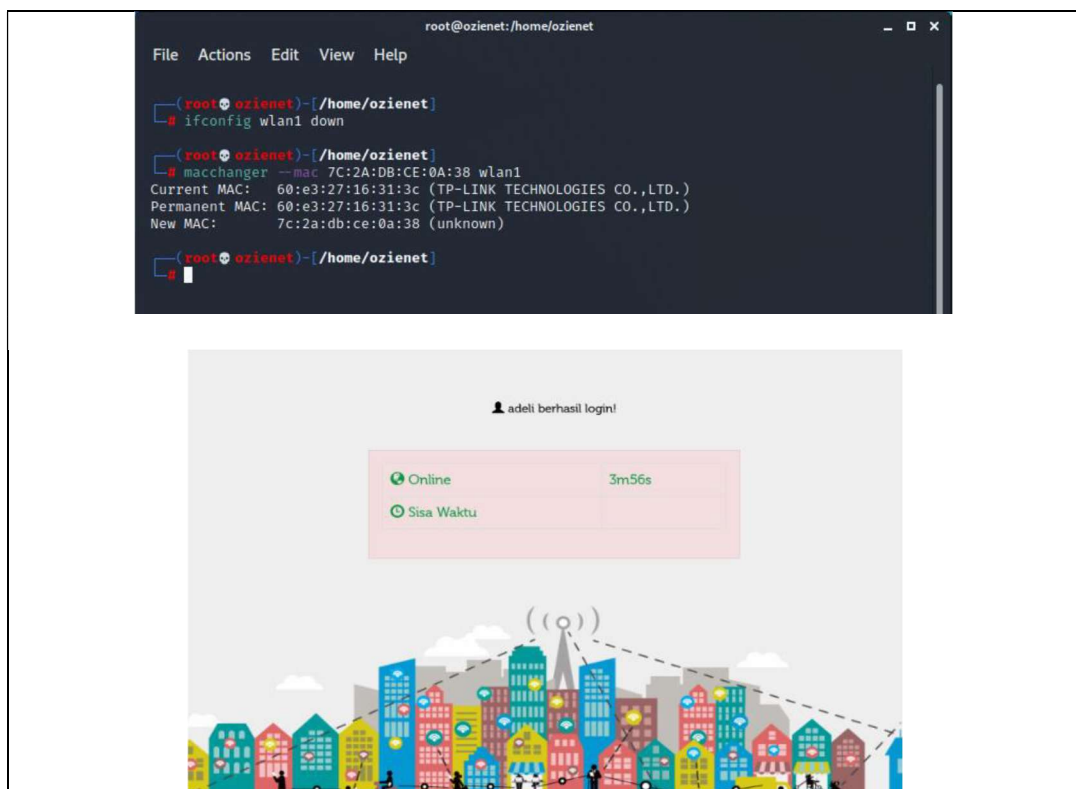 root@ozienet:/home/ozienet
File Actions Edit View Help
┌──(root💀ozienet)-[/home/ozienet]
└─# ifconfig wlan1 down
┌──(root💀ozienet)-[/home/ozienet]
└─# macchanger --mac 7C:2A:DB:CE:0A:38 wlan1
Current MAC:   60:e3:27:16:31:3c (TP-LINK TECHNOLOGIES CO.,LTD.)
Permanent MAC: 60:e3:27:16:31:3c (TP-LINK TECHNOLOGIES CO.,LTD.)
New MAC:       7c:2a:db:ce:0a:38 (unknown)
┌──(root💀ozienet)-[/home/ozienet]
└─#
adeli berhasil login!
Online 3m56s
Sisa Waktu